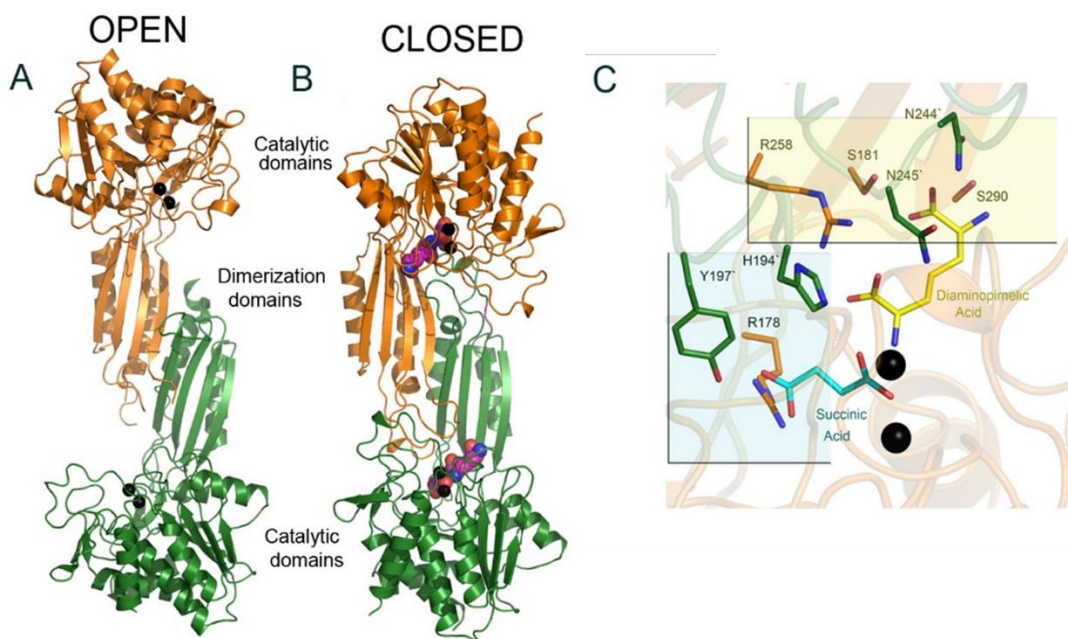 OPEN
CLOSED
A
B
C
Catalytic
domains
Dimerization
domains
Catalytic
domains
N244`
R258
S181
N245`
S290
Y197`
H194`
R178
Diaminopimelic
Acid
Succinic
Acid